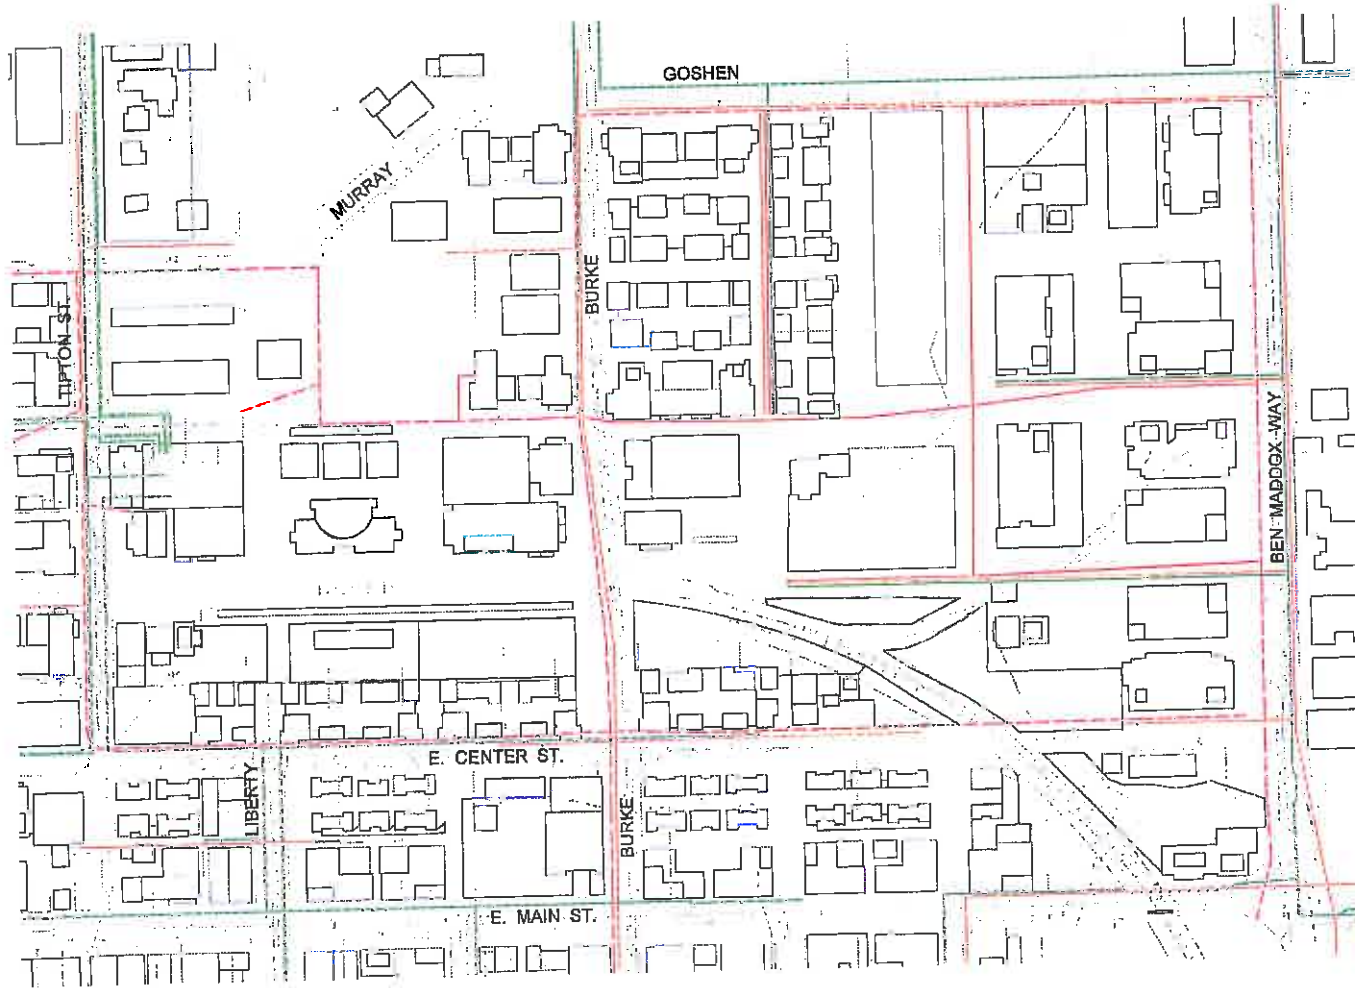 GOSHEN
MURRAY
BURKE
TIPTON ST.
BEN MADDOX WAY
E. CENTER ST.
LIBERTY
BURKE
E. MAIN ST.